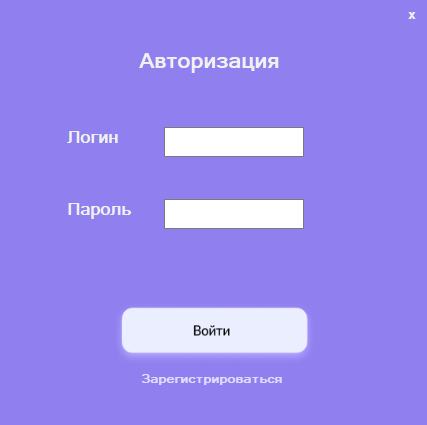 x
Авторизация
Логин
Пароль
Войти
Зарегистрироваться